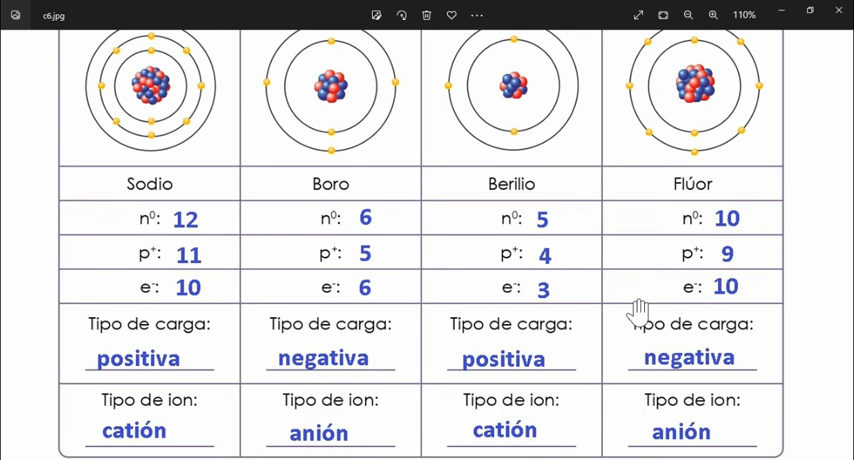 c6.jpg
110%
Sodio Boro Berilio Flúor
n⁰: 12 n⁰: 6 n⁰: 5 n⁰: 10
p⁺: 11 p⁺: 5 p⁺: 4 p⁺: 9
e⁻: 10 e⁻: 6 e⁻: 3 e⁻: 10
Tipo de carga: Tipo de carga: Tipo de carga: Tipo de carga:
positiva negativa positiva negativa
Tipo de ion: Tipo de ion: Tipo de ion: Tipo de ion:
catión anión catión anión